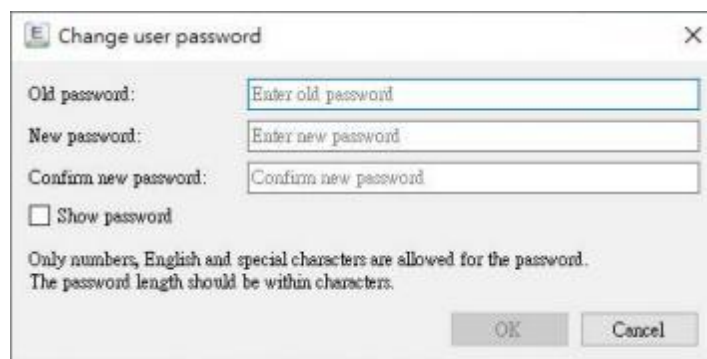 E Change user password
Old password: Enter old password
New password: Enter new password
Confirm new password: Confirm new password
Show password
Only numbers, English and special characters are allowed for the password.
The password length should be within characters.
OK Cancel